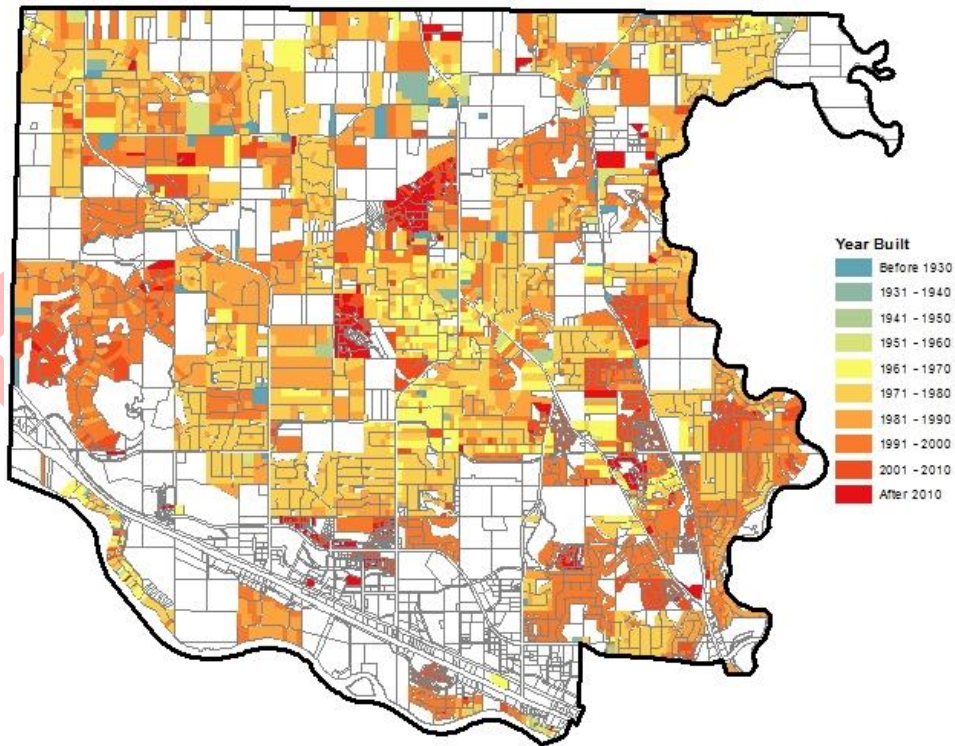 Year Built
Before 1930
1931 - 1940
1941 - 1950
1951 - 1960
1961 - 1970
1971 - 1980
1981 - 1990
1991 - 2000
2001 - 2010
After 2010